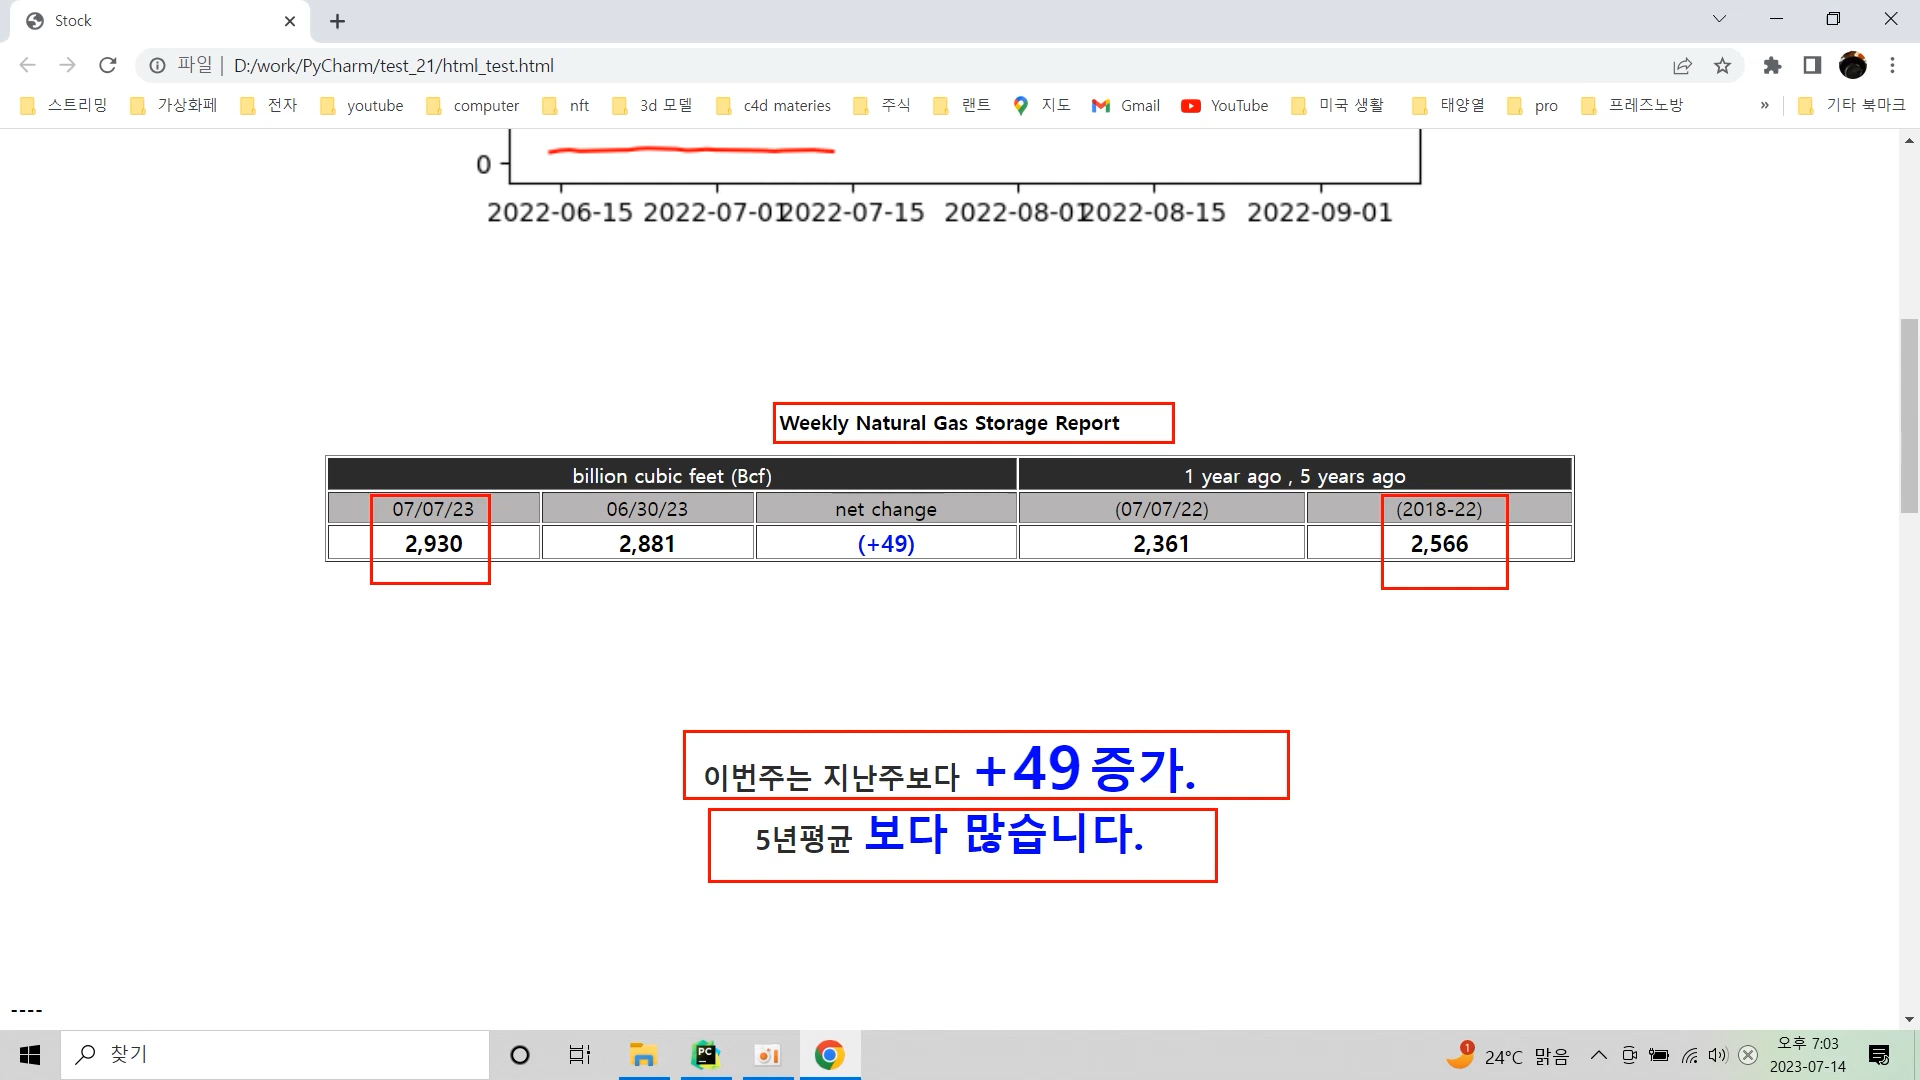 Stock
파일 | D:/work/PyCharm/test_21/html_test.html
스트리밍 가상화폐 전자 youtube computer nft 3d 모델 c4d materies 주식 랜트 지도 Gmail YouTube 미국 생활 태양열 pro 프레즈노방 » 기타 북마크
0
2022-06-15 2022-07-01 2022-07-15 2022-08-01 2022-08-15 2022-09-01
Weekly Natural Gas Storage Report
billion cubic feet (Bcf) 1 year ago , 5 years ago
07/07/23 06/30/23 net change (07/07/22) (2018-22)
2,930 2,881 (+49) 2,361 2,566
이번주는 지난주보다 +49 증가.
5년평균 보다 많습니다.
----
찾기
PC
1
24°C 맑음
오후 7:03
2023-07-14